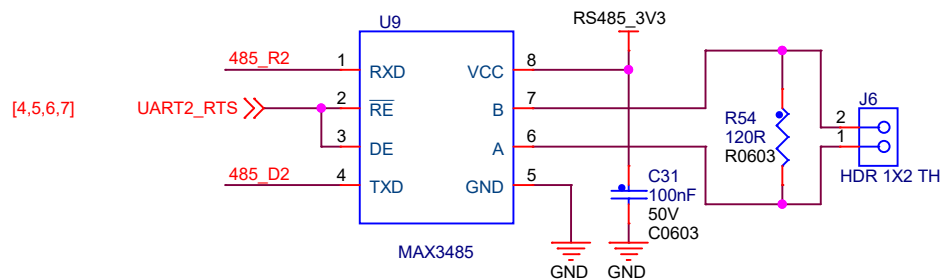 U9
RS485_3V3
485_R2
1
RXD
VCC
8
[4,5,6,7]
UART2_RTS
2
RE
B
7
J6
R54
120R
R0603
2
1
3
DE
A
6
HDR 1X2 TH
485_D2
4
TXD
GND
5
C31
100nF
50V
C0603
MAX3485
GND
GND